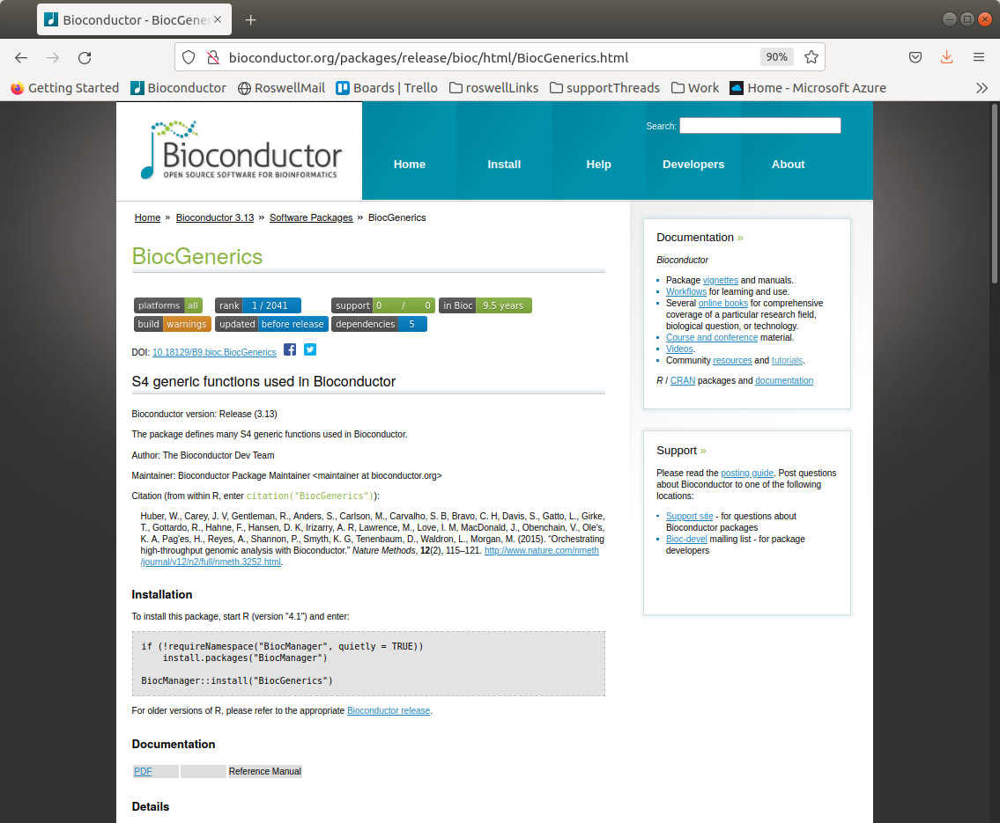 Bioconductor - BiocGener
bioconductor.org/packages/release/bioc/html/BiocGenerics.html
90%
Getting Started
Bioconductor
RoswellMail
Boards | Trello
roswellLinks
supportThreads
Work
Home - Microsoft Azure
Bioconductor
OPEN SOURCE SOFTWARE FOR BIOINFORMATICS
Search:
Home
Install
Help
Developers
About
Home » Bioconductor 3.13 » Software Packages » BiocGenerics
BiocGenerics
platforms all
rank 1 / 2041
support 0 / 0
in Bioc 9.5 years
build warnings
updated before release
dependencies 5
DOI: 10.18129/B9.bioc.BiocGenerics
S4 generic functions used in Bioconductor
Bioconductor version: Release (3.13)
The package defines many S4 generic functions used in Bioconductor.
Author: The Bioconductor Dev Team
Maintainer: Bioconductor Package Maintainer <maintainer at bioconductor.org>
Citation (from within R, enter citation("BiocGenerics")):
Huber, W., Carey, J. V, Gentleman, R., Anders, S., Carlson, M., Carvalho, S. B, Bravo, C. H, Davis, S., Gatto, L., Girke,
T., Gottardo, R., Hahne, F., Hansen, D. K, Irizarry, A. R, Lawrence, M., Love, I. M, MacDonald, J., Obenchain, V., Ole's,
K. A, Pag'es, H., Reyes, A., Shannon, P., Smyth, K. G, Tenenbaum, D., Waldron, L., Morgan, M. (2015). “Orchestrating
high-throughput genomic analysis with Bioconductor.” Nature Methods, 12(2), 115–121. http://www.nature.com/nmeth
/journal/v12/n2/full/nmeth.3252.html.
Installation
To install this package, start R (version "4.1") and enter:
if (!requireNamespace("BiocManager", quietly = TRUE))
    install.packages("BiocManager")
BiocManager::install("BiocGenerics")
For older versions of R, please refer to the appropriate Bioconductor release.
Documentation
PDF
Reference Manual
Details
Documentation »
Bioconductor
Package vignettes and manuals.
Workflows for learning and use.
Several online books for comprehensive
coverage of a particular research field,
biological question, or technology.
Course and conference material.
Videos.
Community resources and tutorials.
R / CRAN packages and documentation
Support »
Please read the posting guide. Post questions
about Bioconductor to one of the following
locations:
Support site - for questions about
Bioconductor packages
Bioc-devel mailing list - for package
developers